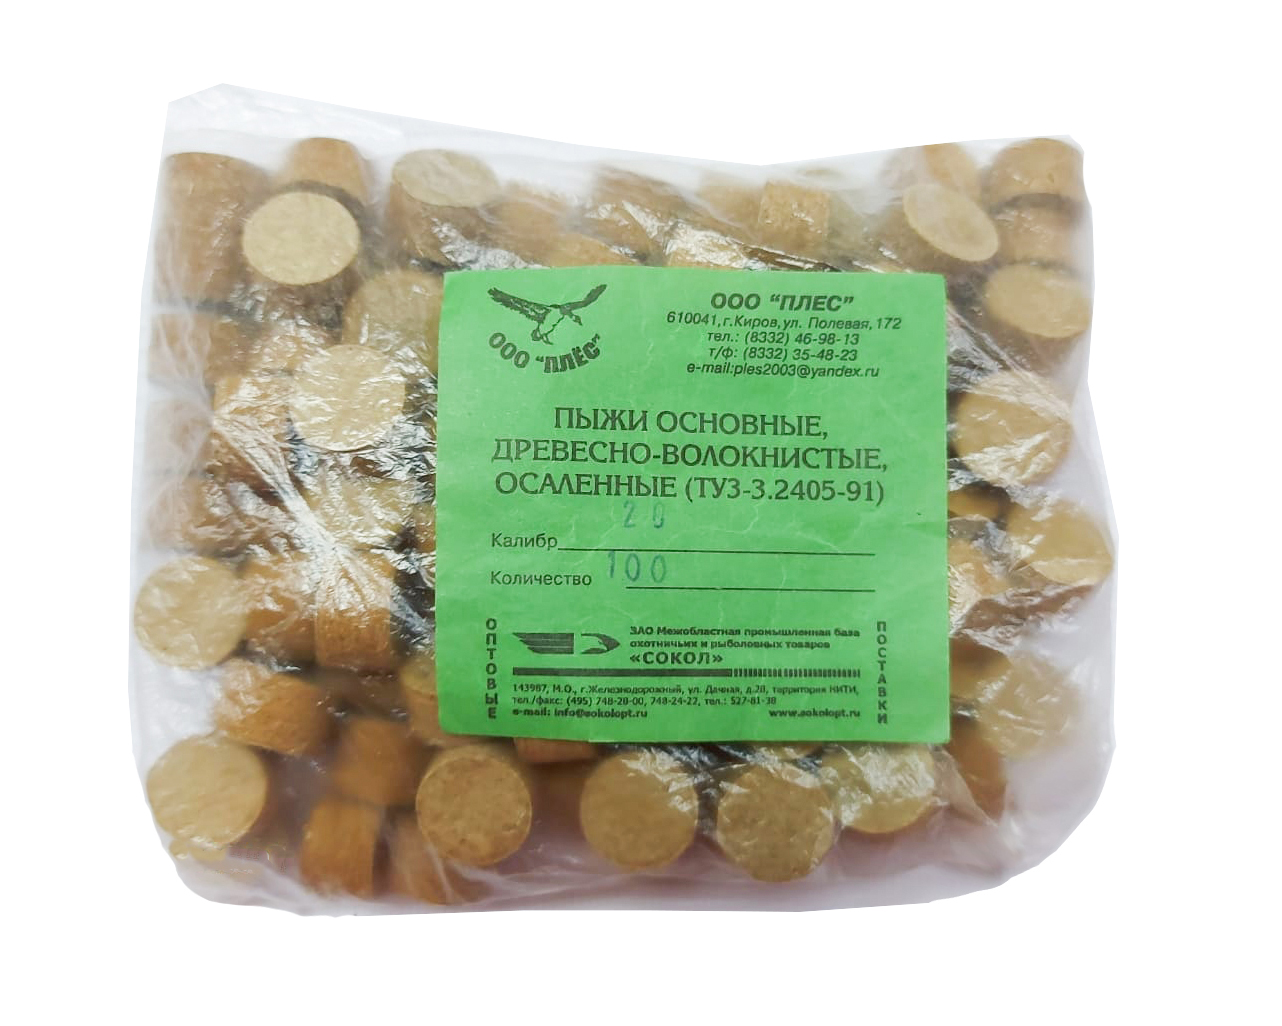 ООО "ПЛЕС"
ООО "ПЛЕС"
610041,г.Киров,ул. Полевая,172
тел.: (8332) 46-98-13
т/ф: (8332) 35-48-23
e-mail:ples2003@yandex.ru
ПЫЖИ ОСНОВНЫЕ,
ДРЕВЕСНО-ВОЛОКНИСТЫЕ,
ОСАЛЕННЫЕ (ТУ3-3.2405-91)
Калибр 20
Количество 100
ОПТОВЫЕ
ЗАО Межобластная промышленная база
охотничьих и рыболовных товаров
«СОКОЛ»
143987, М.О., г.Железнодорожный, ул. Дачная, д.28, территория НИТИ,
тел./факс: (495) 748-20-00, 748-24-22, тел.: 527-81-38
e-mail: info@sokolopt.ru www.sokolopt.ru
ПОСТАВКИ